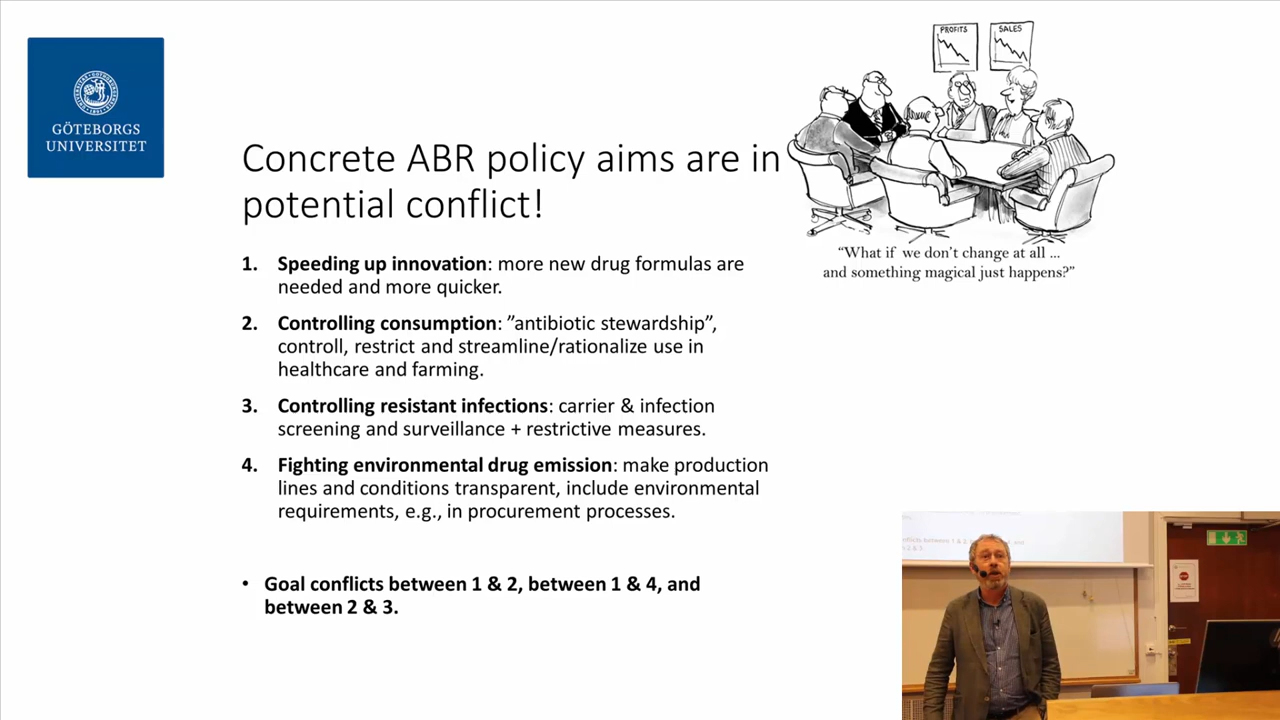 GÖTEBORGS
UNIVERSITET
Concrete ABR policy aims are in
potential conflict!
1. Speeding up innovation: more new drug formulas are
needed and more quicker.
2. Controlling consumption: ”antibiotic stewardship”,
controll, restrict and streamline/rationalize use in
healthcare and farming.
3. Controlling resistant infections: carrier & infection
screening and surveillance + restrictive measures.
4. Fighting environmental drug emission: make production
lines and conditions transparent, include environmental
requirements, e.g., in procurement processes.
• Goal conflicts between 1 & 2, between 1 & 4, and
between 2 & 3.
PROFITS
SALES
“What if we don’t change at all ...
and something magical just happens?”